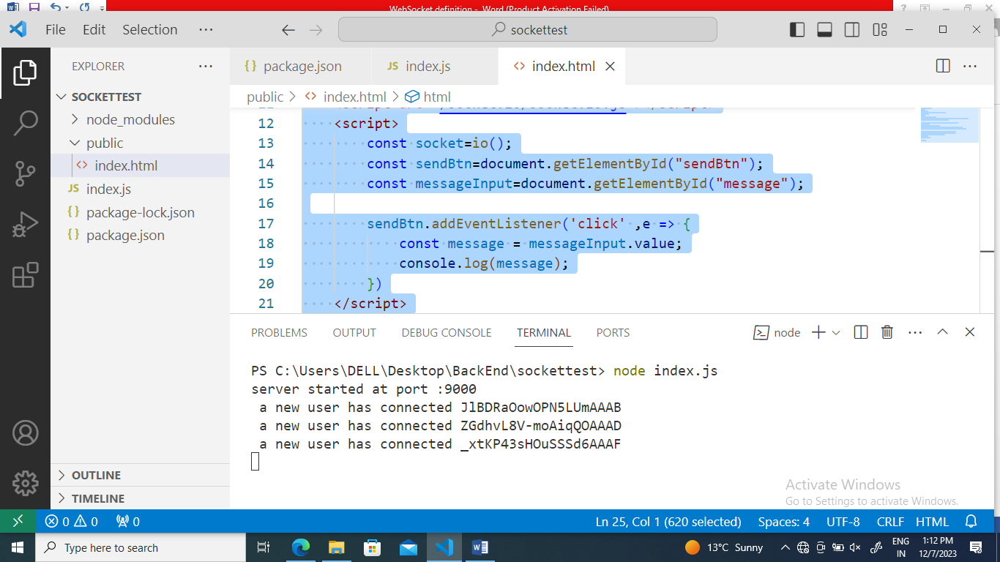 WebSocket definition - Word (Product Activation Failed)
File Edit Selection ···
sockettest
EXPLORER
package.json
JS index.js
index.html
SOCKETTEST
node_modules
public
index.html
JS index.js
package-lock.json
package.json
OUTLINE
TIMELINE
public > index.html > html
12 <script>
13 const socket=io();
14 const sendBtn=document.getElementById("sendBtn");
15 const messageInput=document.getElementById("message");
16
17 sendBtn.addEventListener('click' ,e => {
18 const message = messageInput.value;
19 console.log(message);
20 })
21 </script>
PROBLEMS OUTPUT DEBUG CONSOLE TERMINAL PORTS
node
PS C:\Users\DELL\Desktop\BackEnd\sockettest> node index.js
server started at port :9000
a new user has connected JlBDRaOowOPN5LUmAAAB
a new user has connected ZGdhvL8V-moAiqQOAAAD
a new user has connected _xtKP43sHOuSSSd6AAAF
Activate Windows
Go to Settings to activate Windows.
0 0 0
Ln 25, Col 1 (620 selected) Spaces: 4 UTF-8 CRLF HTML
Type here to search
13°C Sunny
ENG
IN
1:12 PM
12/7/2023